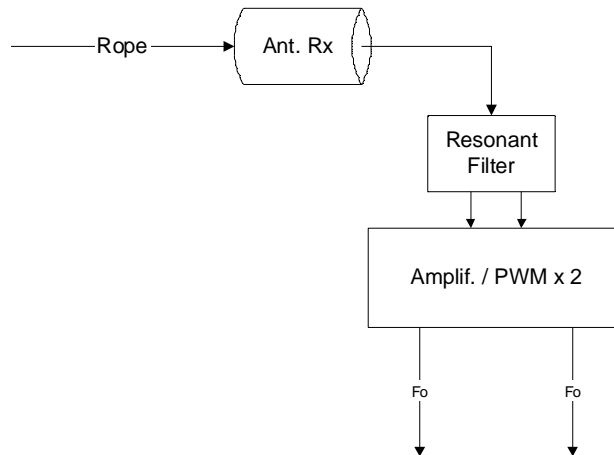 Rope
Ant. Rx
Resonant
Filter
Amplif. / PWM x 2
Fo
Fo